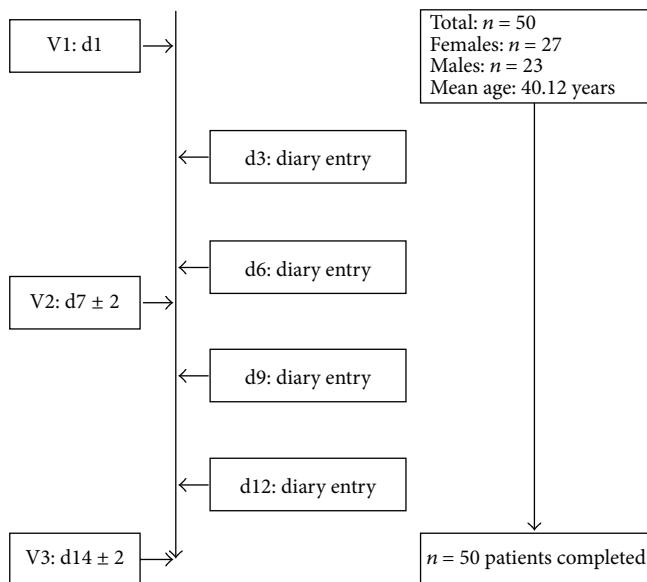 V1: d1
Total: n = 50
Females: n = 27
Males: n = 23
Mean age: 40.12 years
d3: diary entry
d6: diary entry
V2: d7 ± 2
d9: diary entry
d12: diary entry
V3: d14 ± 2
n = 50 patients completed